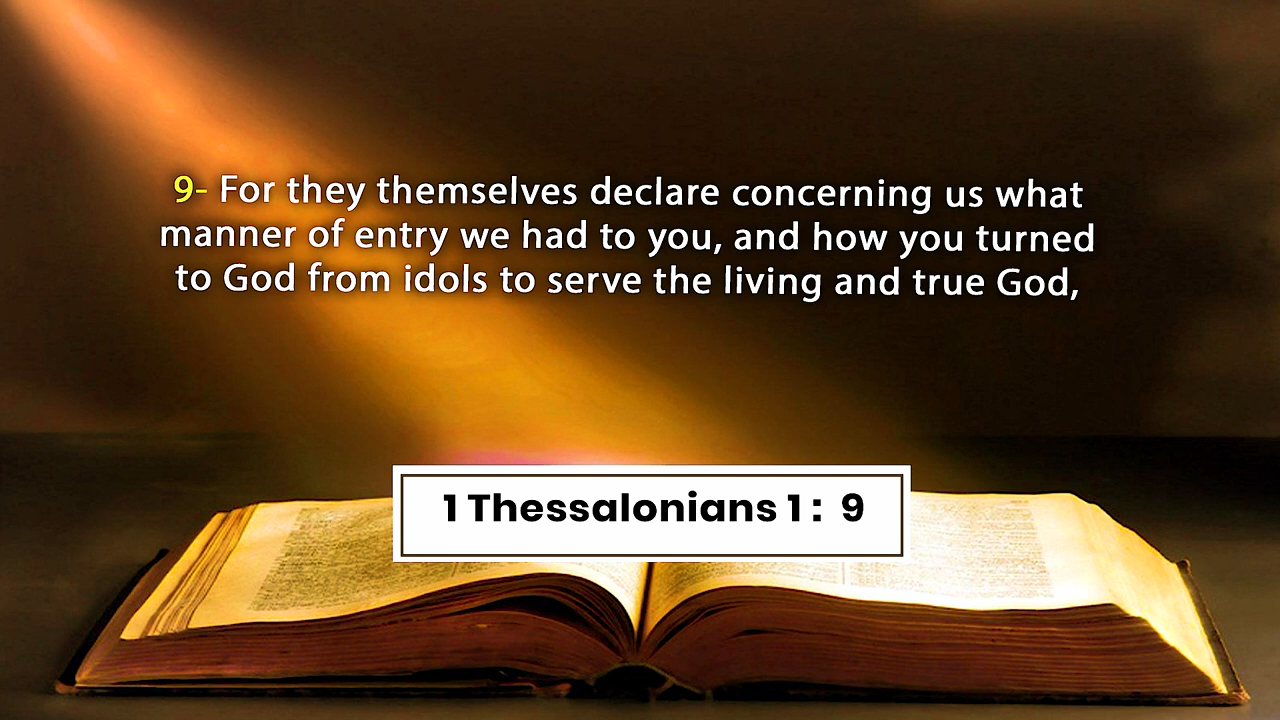 9- For they themselves declare concerning us what
manner of entry we had to you, and how you turned
to God from idols to serve the living and true God,
1 Thessalonians 1 : 9